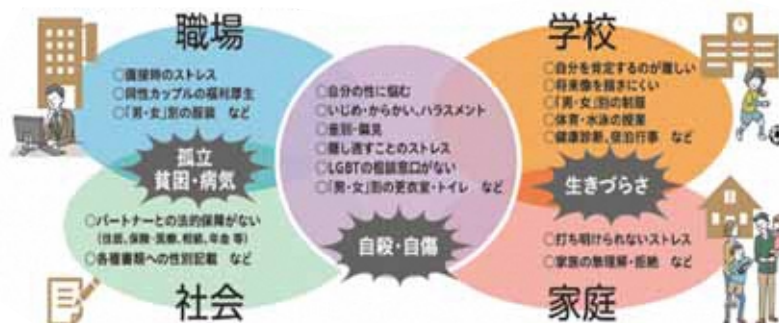 職場
○面接時のストレス
○同性カップルの福利厚生
○「男・女」別の服装 など
孤立
貧困・病気
○パートナーとの法的保障がない
(住居、保険・医療、相続、年金 等)
○各種書類への性別記載 など
社会
○自分の性に悩む
○いじめ・からかい、ハラスメント
○差別・偏見
○隠し通すことのストレス
○LGBTの相談窓口がない
○「男・女」別の更衣室・トイレ など
自殺・自傷
学校
○自分を肯定するのが難しい
○将来像を描きにくい
○「男・女」別の制服
○体育・水泳の授業
○健康診断、宿泊行事 など
生きづらさ
○打ち明けられないストレス
○家族の無理解・拒絶 など
家庭